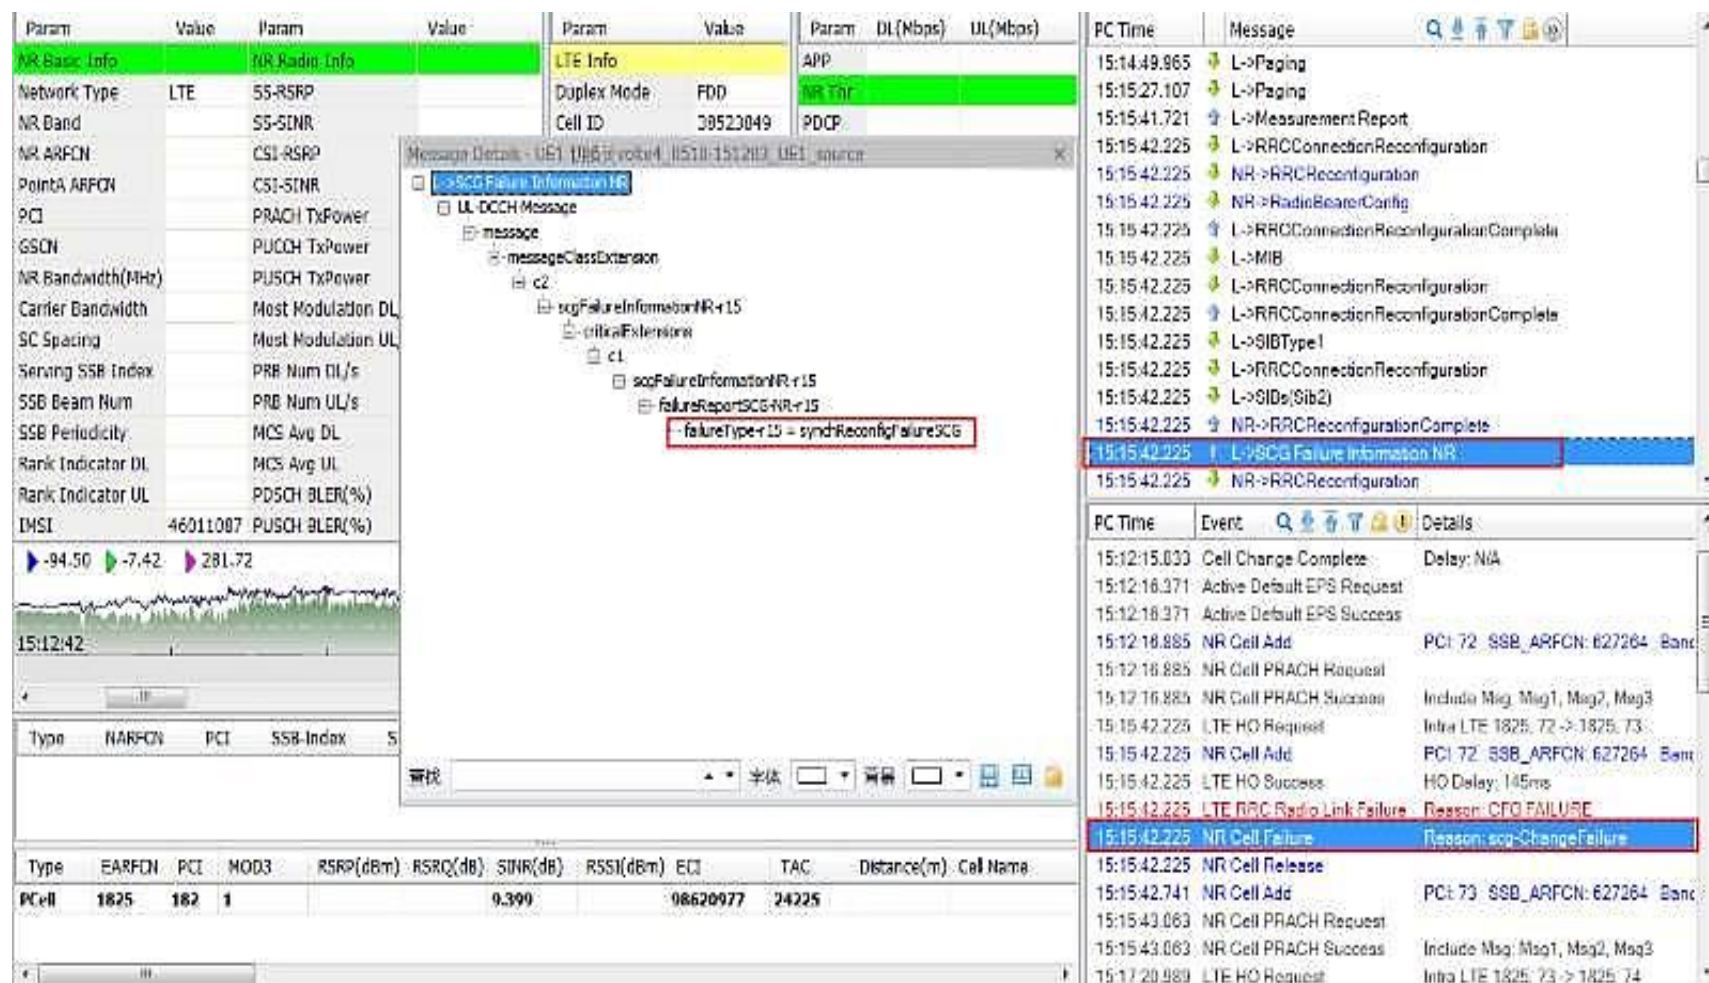 Param Value Param Value Param Value Param DL(Mbps) UL(Mbps)
NR Basic Info NR Radio Info LTE Info APP
Network Type LTE SS-RSRP Duplex Mode FDD NR Thr
NR Band SS-SINR Cell ID 38523849 PDCP
NR ARFCN CSI-RSRP
PointA ARFCN CSI-SINR
PCI PRACH TxPower
GSCN PUCCH TxPower
NR Bandwidth(MHz) PUSCH TxPower
Carrier Bandwidth Most Modulation DL
SC Spacing Most Modulation UL
Serving SSB Index PRB Num DL/s
SSB Beam Num PRB Num UL/s
SSB Periodicity MCS Avg DL
Rank Indicator DL MCS Avg UL
Rank Indicator UL PDSCH BLER(%)
IMSI 46011087 PUSCH BLER(%)
-94.50 -7.42 281.72
15:12:42
Type NARFCN PCI SSB-Index S
Message Details - UE1
L->SCG Failure Information NR
UL-DCCH-Message
message
messageClassExtension
c2
scgFailureInformationNR-r15
criticalExtensions
c1
scgFailureInformationNR-r15
failureReportSCG-NR-r15
failureType-r15 = synchReconfigFailureSCG
查找 字体 背景
Type EARFCN PCI MOD3 RSRP(dBm) RSRQ(dB) SINR(dB) RSSI(dBm) ECI TAC Distance(m) Cell Name
PCell 1825 182 1 9.399 98620977 24225
PC Time Message
15:14:49.965 L->Paging
15:15:27.107 L->Paging
15:15:41.721 L->Measurement Report
15:15:42.225 L->RRCConnectionReconfiguration
15:15:42.225 NR->RRCReconfiguration
15:15:42.225 NR->RadioBearerConfig
15:15:42.225 L->RRCConnectionReconfigurationComplete
15:15:42.225 L->MIB
15:15:42.225 L->RRCConnectionReconfiguration
15:15:42.225 L->RRCConnectionReconfigurationComplete
15:15:42.225 L->SIBType1
15:15:42.225 L->RRCConnectionReconfiguration
15:15:42.225 L->SIBs(Sib2)
15:15:42.225 NR->RRCReconfigurationComplete
15:15:42.225 L->SCG Failure Information NR
15:15:42.225 NR->RRCReconfiguration
PC Time Event Details
15:12:15.833 Cell Change Complete Delay: N/A
15:12:16.371 Active Default EPS Request
15:12:16.371 Active Default EPS Success
15:12:16.885 NR Cell Add PCI: 72 SSB_ARFCN: 627264 Band
15:12:16.885 NR Cell PRACH Request
15:12:16.885 NR Cell PRACH Success Include Msg: Msg1, Msg2, Msg3
15:15:42.225 LTE HO Request Intra LTE 1825, 72 -> 1825, 73
15:15:42.225 NR Cell Add PCI: 72 SSB_ARFCN: 627264 Band
15:15:42.225 LTE HO Success HO Delay: 145ms
15:15:42.225 LTE RRC Radio Link Failure Reason: CFG FAILURE
15:15:42.225 NR Cell Failure Reason: scg-ChangeFailure
15:15:42.225 NR Cell Release
15:15:42.741 NR Cell Add PCI: 73 SSB_ARFCN: 627264 Band
15:15:43.063 NR Cell PRACH Request
15:15:43.063 NR Cell PRACH Success Include Msg: Msg1, Msg2, Msg3
15:17:20.989 LTE HO Request Intra LTE 1825, 73 -> 1825, 74